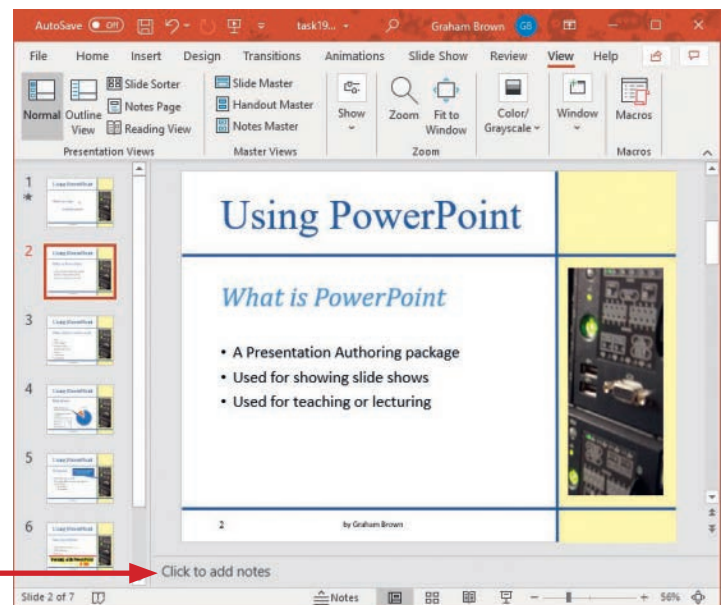 AutoSave Off task19... Graham Brown GB
File Home Insert Design Transitions Animations Slide Show Review View Help
Normal
Outline View
Slide Sorter
Notes Page
Reading View
Presentation Views
Slide Master
Handout Master
Notes Master
Master Views
Show
Zoom
Fit to Window
Zoom
Color/ Grayscale
Window
Macros
Macros
1
2
3
4
5
6
Using PowerPoint
What is PowerPoint
• A Presentation Authoring package
• Used for showing slide shows
• Used for teaching or lecturing
2 by Graham Brown
Click to add notes
Slide 2 of 7 Notes 56%